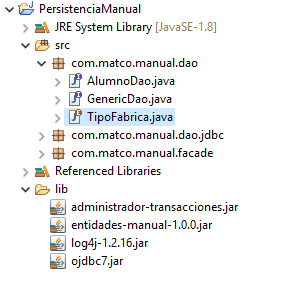 PersistenciaManual
JRE System Library [JavaSE-1.8]
src
com.matco.manual.dao
AlumnoDao.java
GenericDao.java
TipoFabrica.java
com.matco.manual.dao.jdbc
com.matco.manual.facade
Referenced Libraries
lib
administrador-transacciones.jar
entidades-manual-1.0.0.jar
log4j-1.2.16.jar
ojdbc7.jar